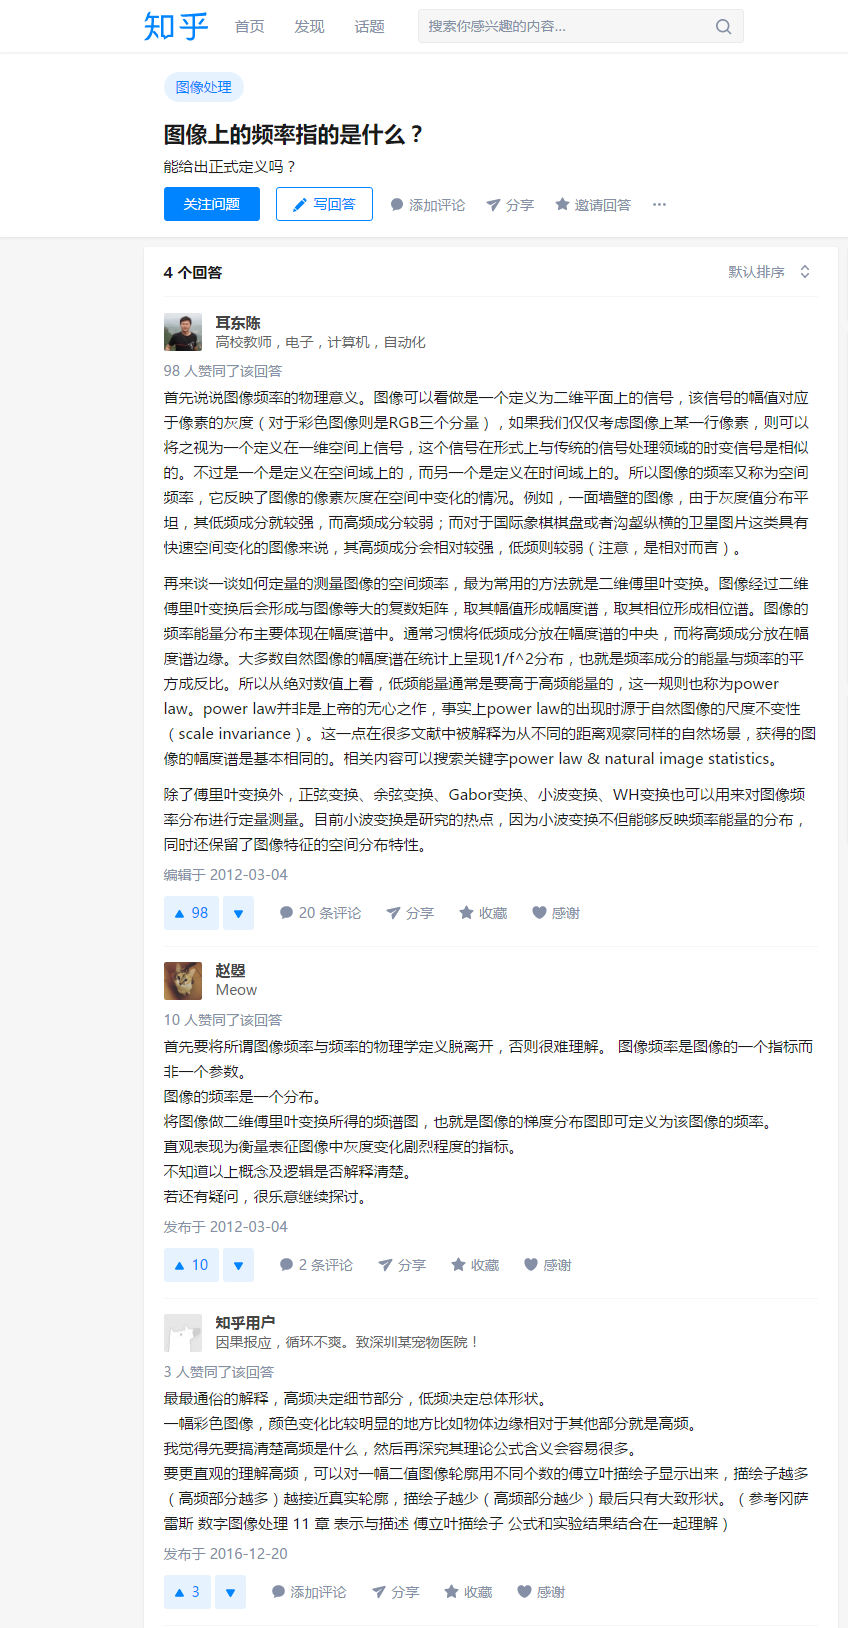 知乎 首页 发现 话题 搜索你感兴趣的内容...
图像处理
图像上的频率指的是什么？
能给出正式定义吗？
关注问题 写回答 添加评论 分享 邀请回答 ...
4 个回答 默认排序
耳东陈
高校教师，电子，计算机，自动化
98 人赞同了该回答
首先说说图像频率的物理意义。图像可以看做是一个定义为二维平面上的信号，该信号的幅值对应
于像素的灰度（对于彩色图像则是RGB三个分量），如果我们仅仅考虑图像上某一行像素，则可以
将之视为一个定义在一维空间上信号，这个信号在形式上与传统的信号处理领域的时变信号是相似
的。不过是一个是定义在空间域上的，而另一个是定义在时间域上的。所以图像的频率又称为空间
频率，它反映了图像的像素灰度在空间中变化的情况。例如，一面墙壁的图像，由于灰度值分布平
坦，其低频成分就较强，而高频成分较弱；而对于国际象棋棋盘或者沟壑纵横的卫星图片这类具有
快速空间变化的图像来说，其高频成分会相对较强，低频则较弱（注意，是相对而言）。
再来谈一谈如何定量的测量图像的空间频率，最为常用的方法就是二维傅里叶变换。图像经过二维
傅里叶变换后会形成与图像等大的复数矩阵，取其幅值形成幅度谱，取其相位形成相位谱。图像的
频率能量分布主要体现在幅度谱中。通常习惯将低频成分放在幅度谱的中央，而将高频成分放在幅
度谱边缘。大多数自然图像的幅度谱在统计上呈现1/f^2分布，也就是频率成分的能量与频率的平
方成反比。所以从绝对数值上看，低频能量通常是要高于高频能量的，这一规则也称为power
law。power law并非是上帝的无心之作，事实上power law的出现时源于自然图像的尺度不变性
（scale invariance）。这一点在很多文献中被解释为从不同的距离观察同样的自然场景，获得的图
像的幅度谱是基本相同的。相关内容可以搜索关键字power law & natural image statistics。
除了傅里叶变换外，正弦变换、余弦变换、Gabor变换、小波变换、WH变换也可以用来对图像频
率分布进行定量测量。目前小波变换是研究的热点，因为小波变换不但能够反映频率能量的分布，
同时还保留了图像特征的空间分布特性。
编辑于 2012-03-04
98 20 条评论 分享 收藏 感谢
赵曌
Meow
10 人赞同了该回答
首先要将所谓图像频率与频率的物理学定义脱离开，否则很难理解。 图像频率是图像的一个指标而
非一个参数。
图像的频率是一个分布。
将图像做二维傅里叶变换所得的频谱图，也就是图像的梯度分布图即可定义为该图像的频率。
直观表现为衡量表征图像中灰度变化剧烈程度的指标。
不知道以上概念及逻辑是否解释清楚。
若还有疑问，很乐意继续探讨。
发布于 2012-03-04
10 2 条评论 分享 收藏 感谢
知乎用户
因果报应，循环不爽。致深圳某宠物医院！
3 人赞同了该回答
最最通俗的解释，高频决定细节部分，低频决定总体形状。
一幅彩色图像，颜色变化比较明显的地方比如物体边缘相对于其他部分就是高频。
我觉得先要搞清楚高频是什么，然后再深究其理论公式含义会容易很多。
要更直观的理解高频，可以对一幅二值图像轮廓用不同个数的傅立叶描绘子显示出来，描绘子越多
（高频部分越多）越接近真实轮廓，描绘子越少（高频部分越少）最后只有大致形状。（参考冈萨
雷斯 数字图像处理 11 章 表示与描述 傅立叶描绘子 公式和实验结果结合在一起理解）
发布于 2016-12-20
3 添加评论 分享 收藏 感谢